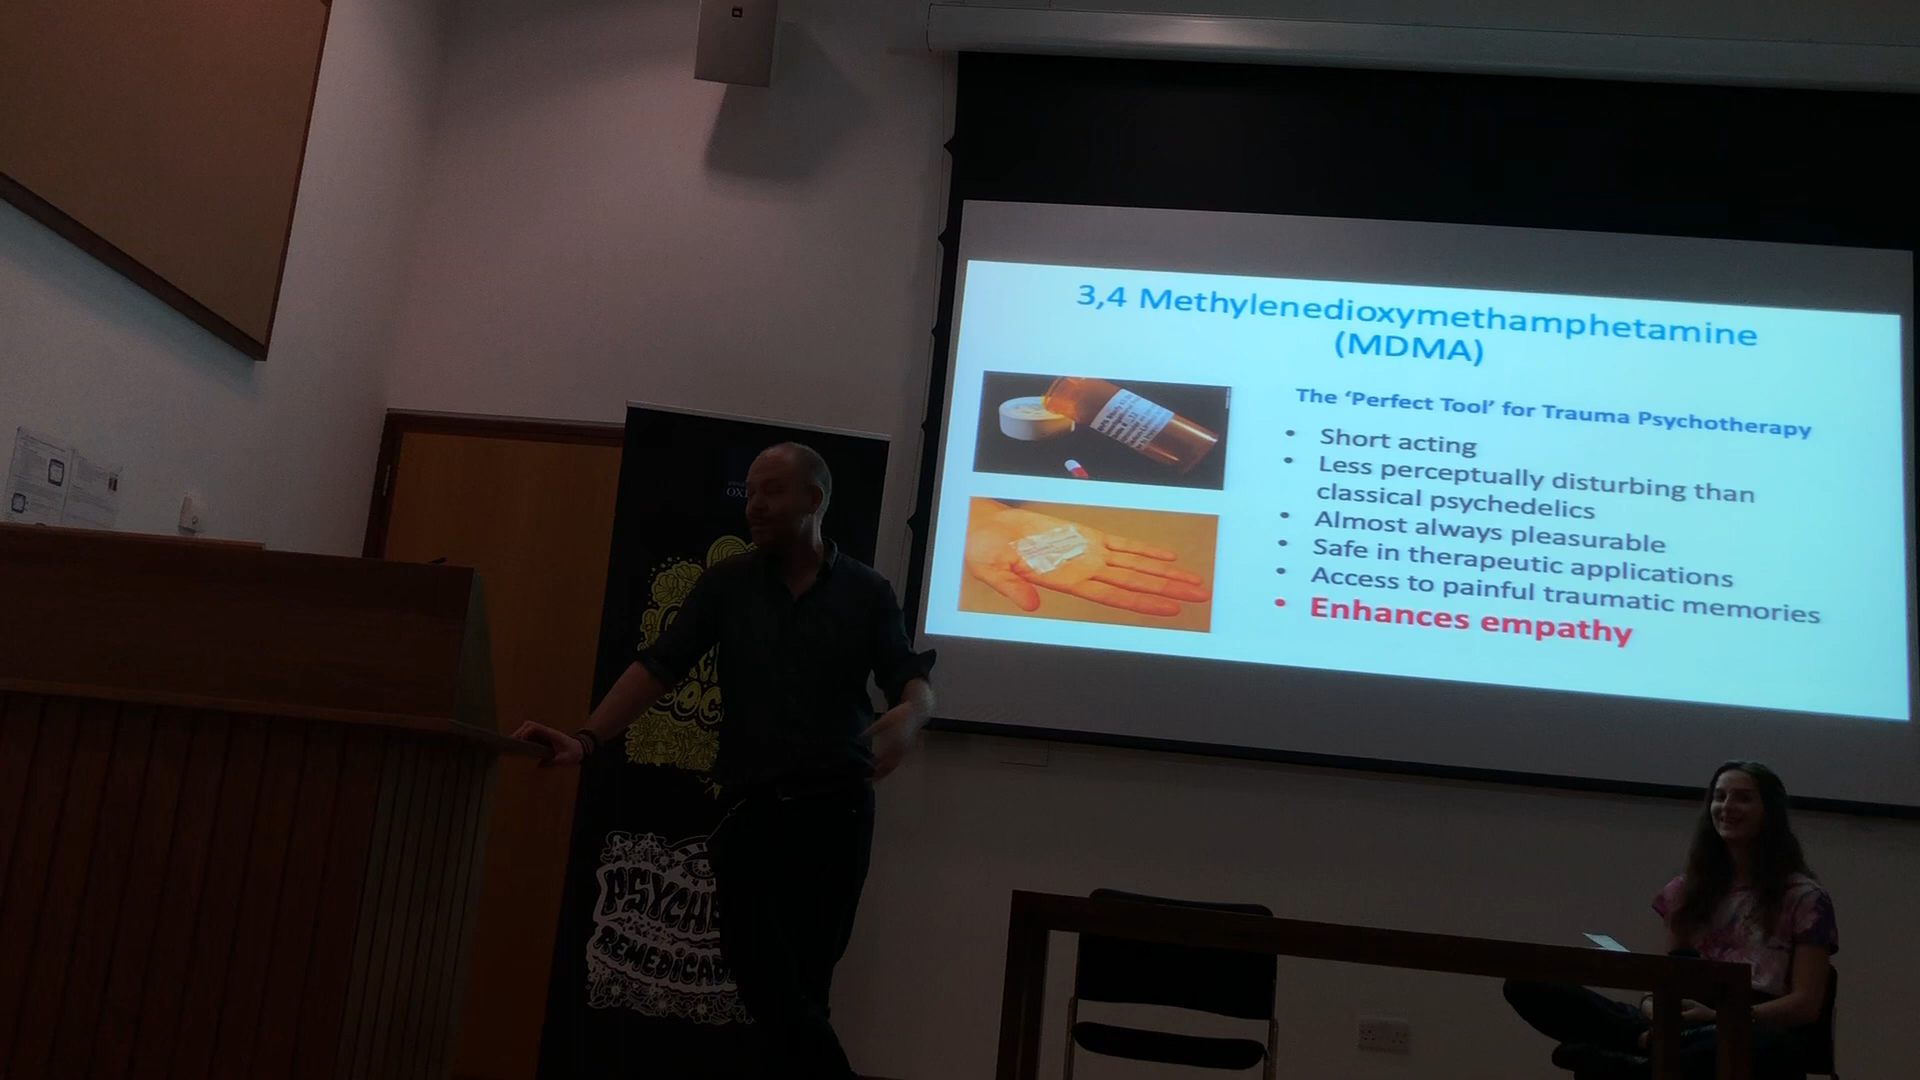 3,4 Methylenedioxymethamphetamine
(MDMA)
The ‘Perfect Tool’ for Trauma Psychotherapy
• Short acting
• Less perceptually disturbing than
classical psychedelics
• Almost always pleasurable
• Safe in therapeutic applications
• Access to painful traumatic memories
• Enhances empathy